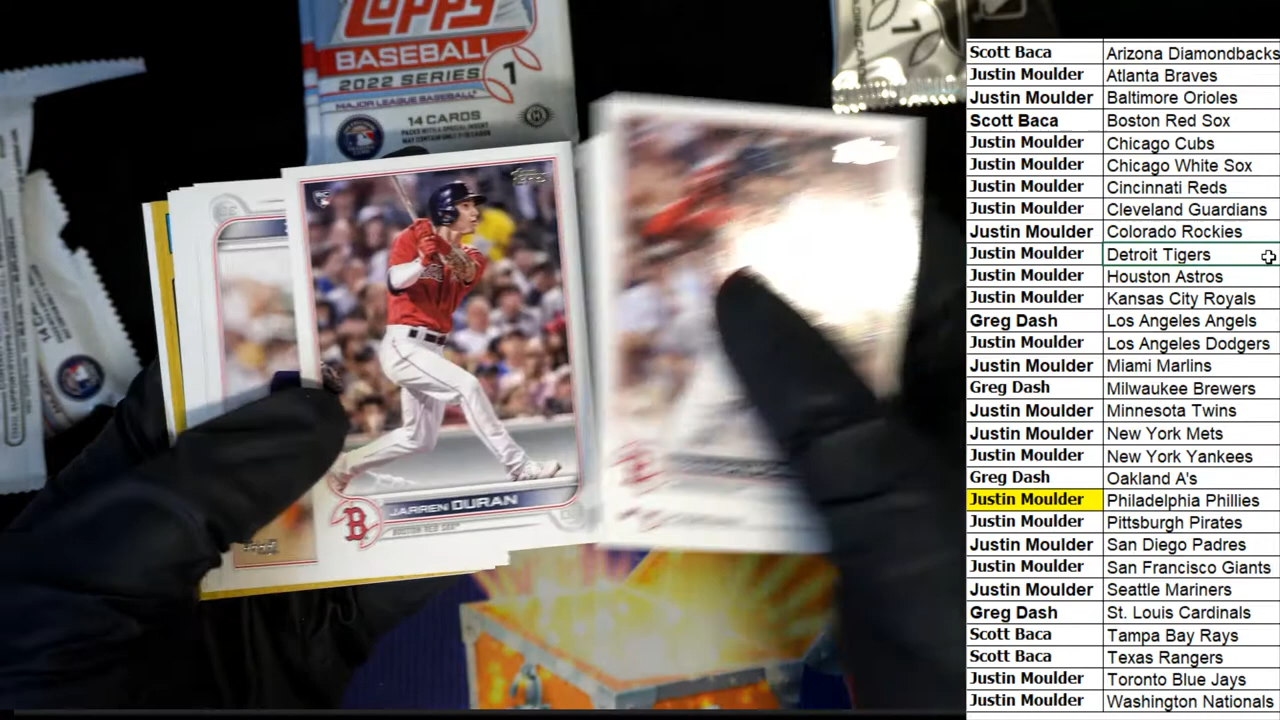 Topps
BASEBALL
2022 SERIES 1
MAJOR LEAGUE BASEBALL
14 CARDS
1
RC
Topps
JARREN DURAN
BOSTON RED SOX
B
Scott Baca Arizona Diamondbacks
Justin Moulder Atlanta Braves
Justin Moulder Baltimore Orioles
Scott Baca Boston Red Sox
Justin Moulder Chicago Cubs
Justin Moulder Chicago White Sox
Justin Moulder Cincinnati Reds
Justin Moulder Cleveland Guardians
Justin Moulder Colorado Rockies
Justin Moulder Detroit Tigers
Justin Moulder Houston Astros
Justin Moulder Kansas City Royals
Greg Dash Los Angeles Angels
Justin Moulder Los Angeles Dodgers
Justin Moulder Miami Marlins
Greg Dash Milwaukee Brewers
Justin Moulder Minnesota Twins
Justin Moulder New York Mets
Justin Moulder New York Yankees
Greg Dash Oakland A's
Justin Moulder Philadelphia Phillies
Justin Moulder Pittsburgh Pirates
Justin Moulder San Diego Padres
Justin Moulder San Francisco Giants
Justin Moulder Seattle Mariners
Greg Dash St. Louis Cardinals
Scott Baca Tampa Bay Rays
Scott Baca Texas Rangers
Justin Moulder Toronto Blue Jays
Justin Moulder Washington Nationals